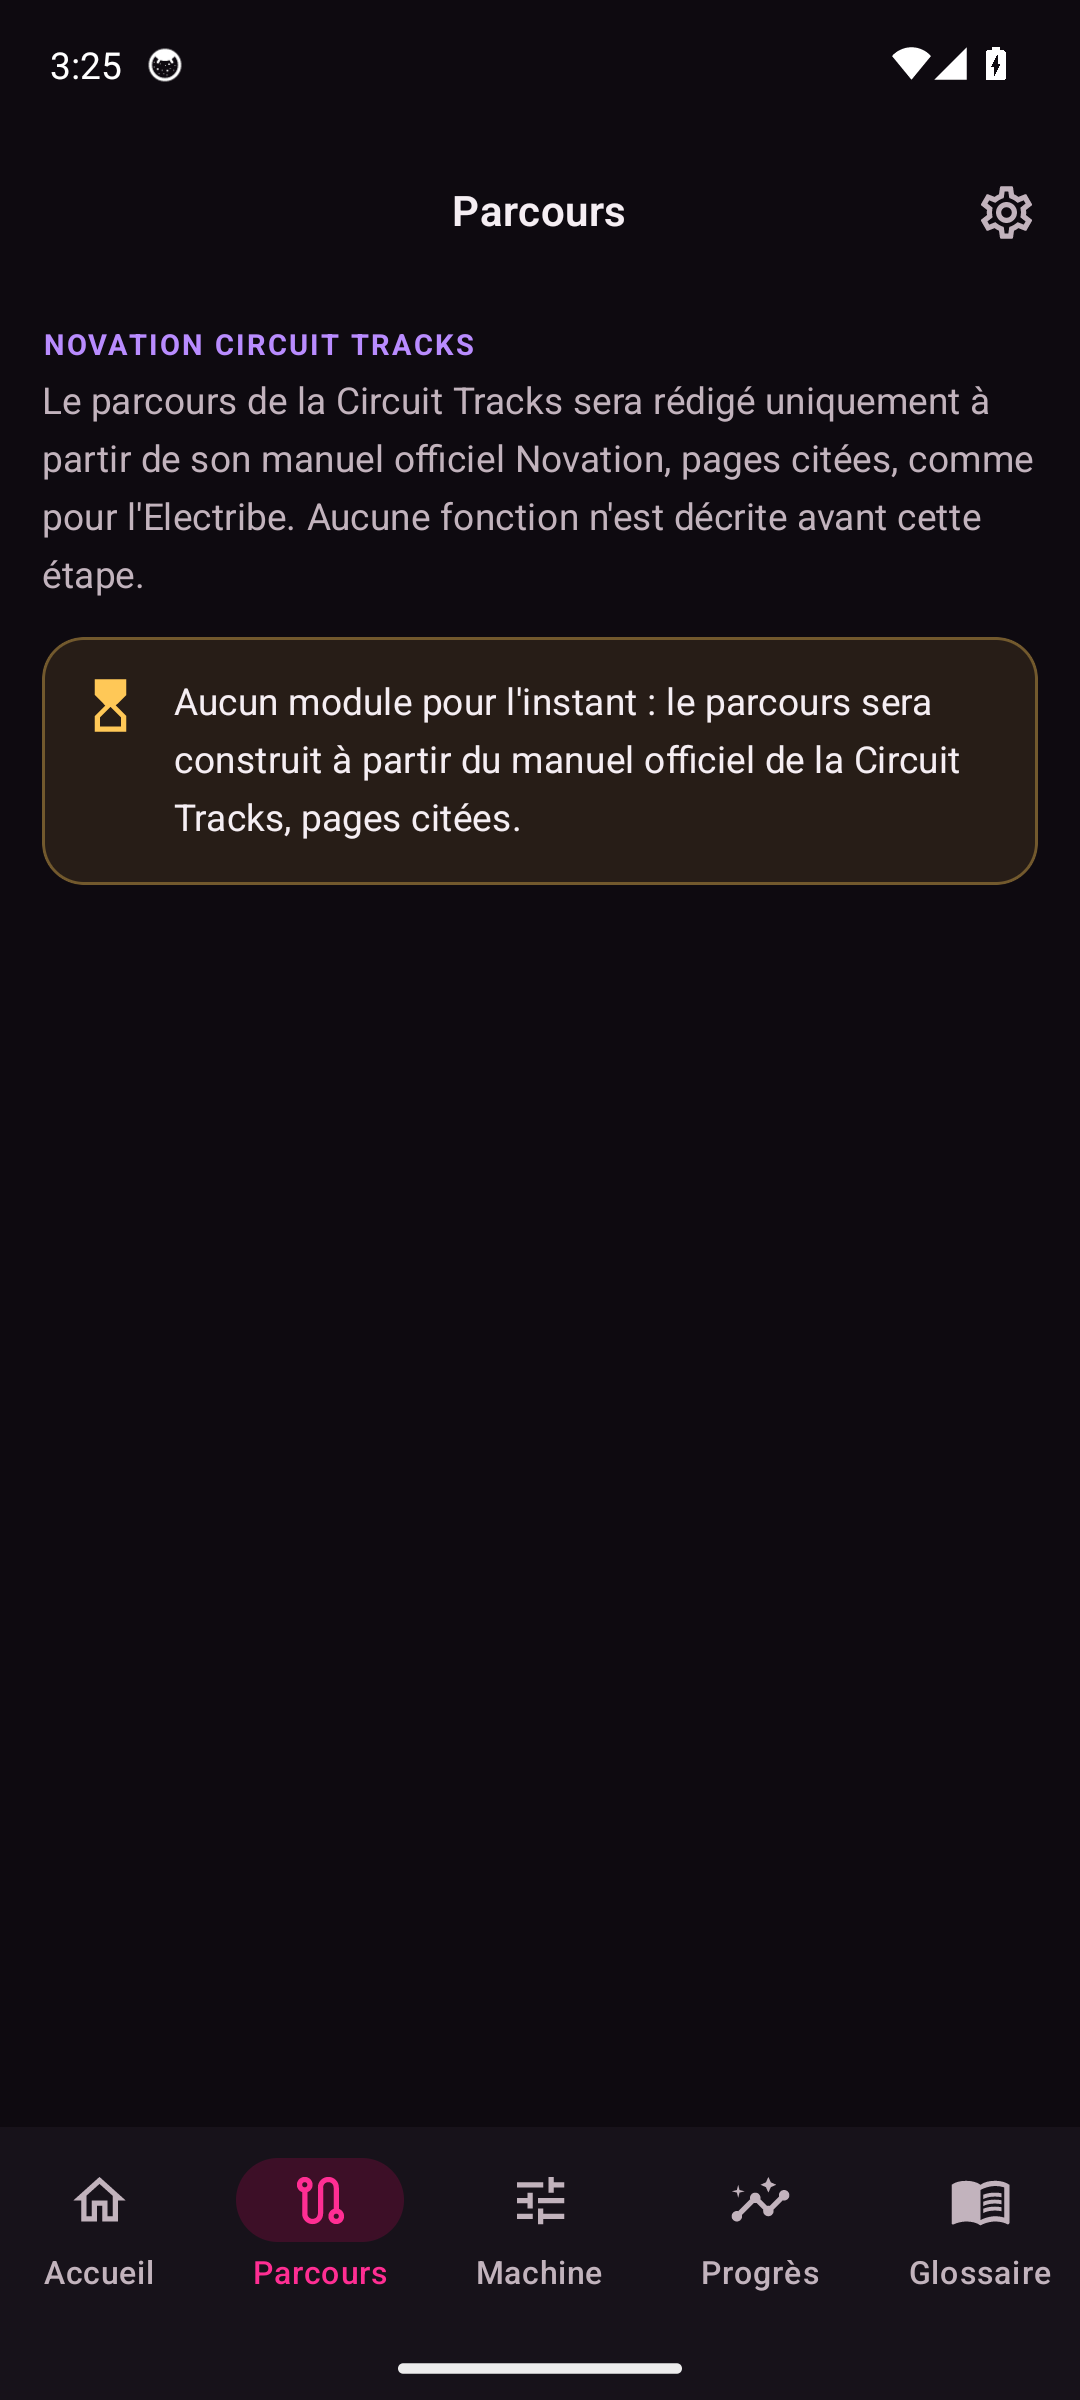 3:25
Parcours
NOVATION CIRCUIT TRACKS
Le parcours de la Circuit Tracks sera rédigé uniquement à
partir de son manuel officiel Novation, pages citées, comme
pour l'Electribe. Aucune fonction n'est décrite avant cette
étape.
Aucun module pour l'instant : le parcours sera
construit à partir du manuel officiel de la Circuit
Tracks, pages citées.
Accueil
Parcours
Machine
Progrès
Glossaire